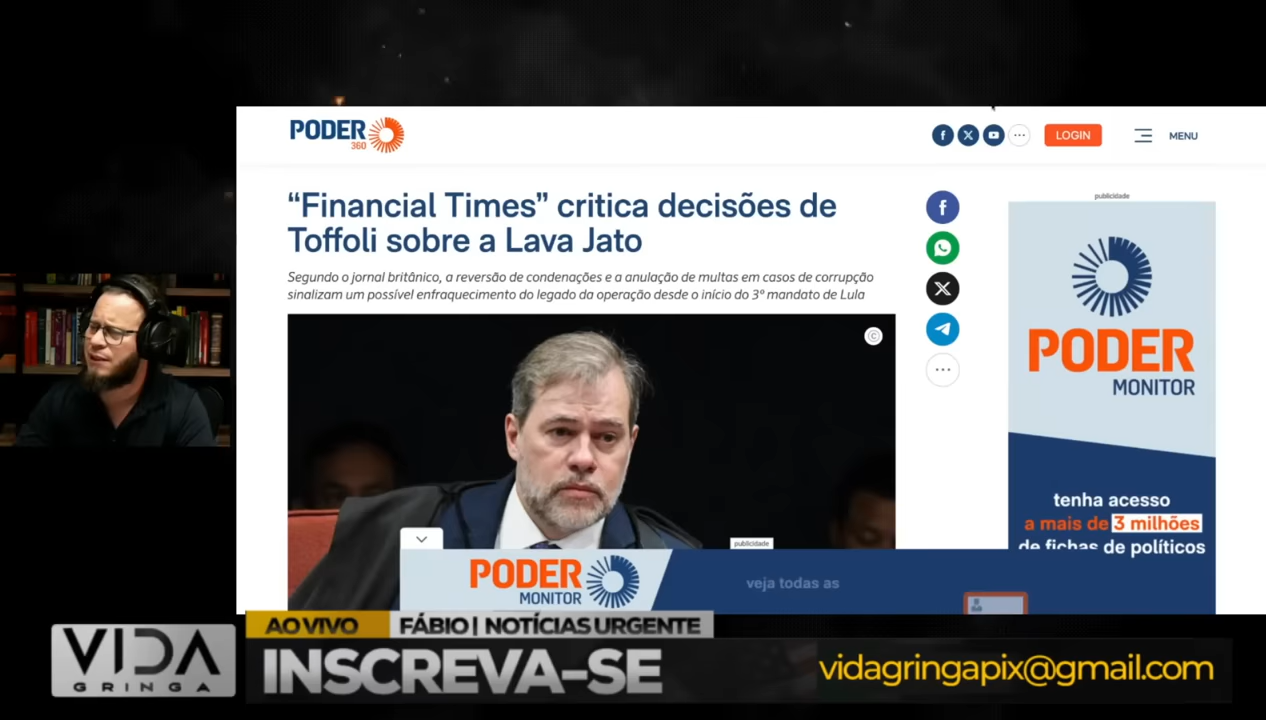 PODER
360
LOGIN
MENU
“Financial Times” critica decisões de
Toffoli sobre a Lava Jato
Segundo o jornal britânico, a reversão de condenações e a anulação de multas em casos de corrupção
sinalizam um possível enfraquecimento do legado da operação desde o início do 3º mandato de Lula
publicidade
PODER
MONITOR
tenha acesso
a mais de 3 milhões
de fichas de políticos
publicidade
PODER
MONITOR
veja todas as
AO VIVO
FÁBIO | NOTÍCIAS URGENTE
VIDA
GRINGA
INSCREVA-SE
vidagringapix@gmail.com